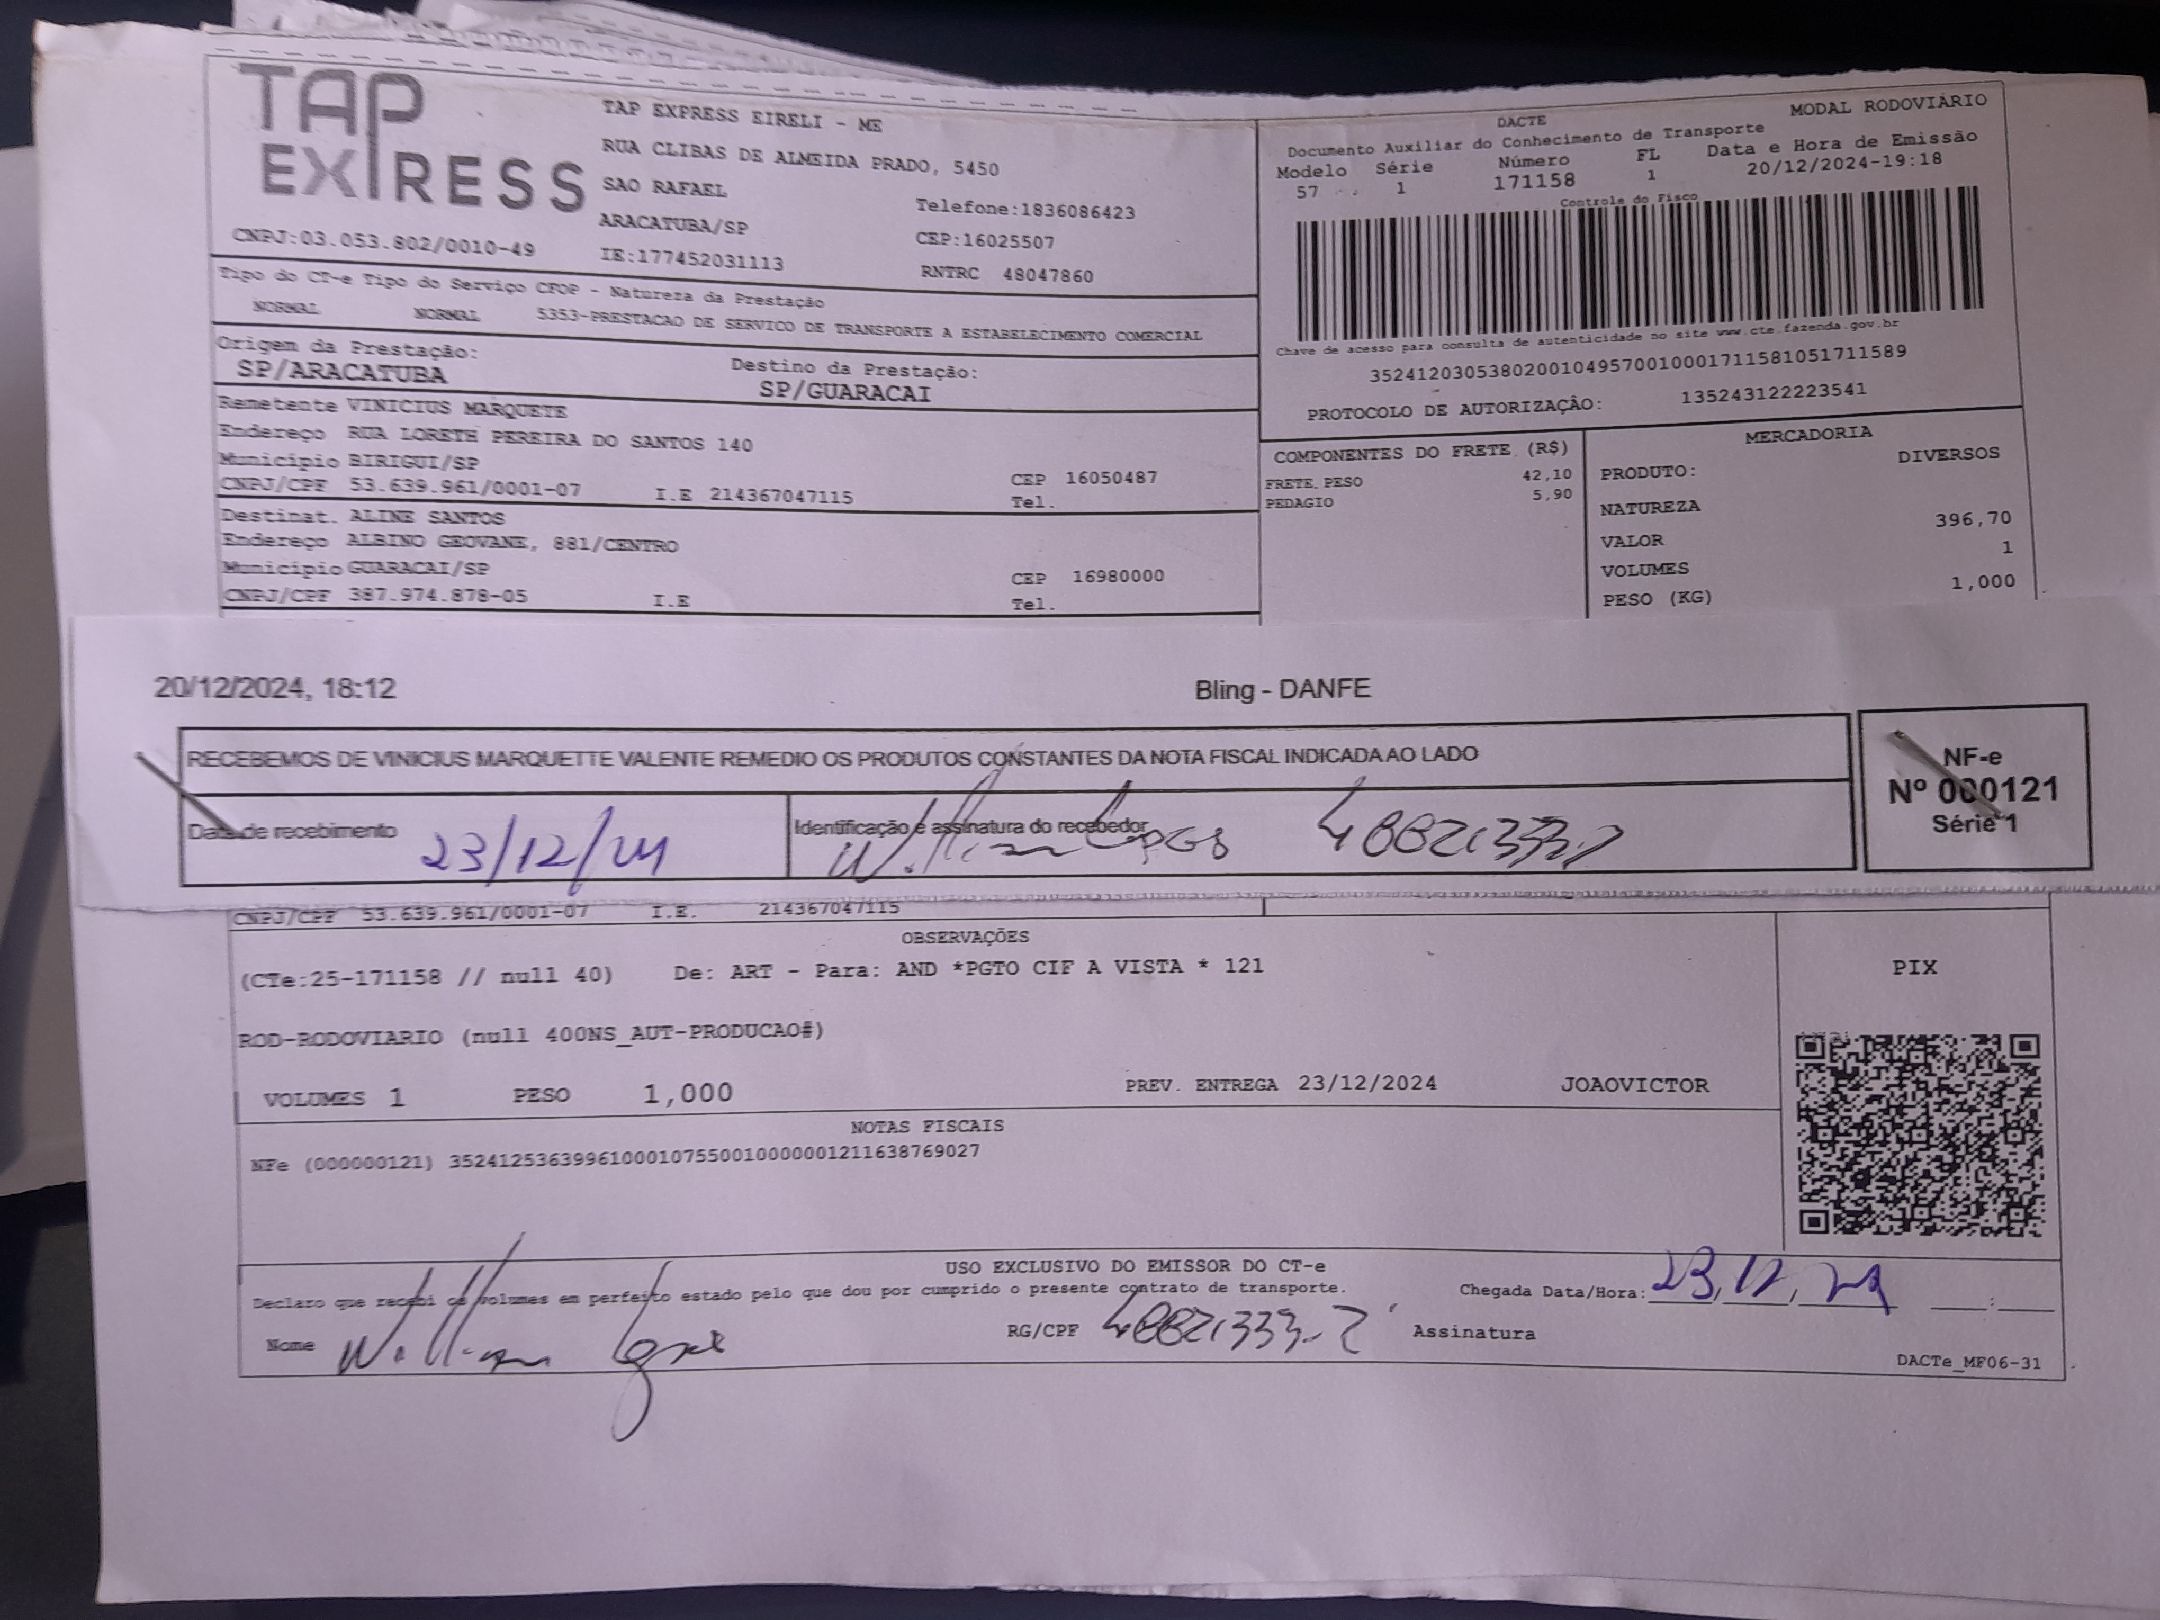 TAP
EXPRESS
TAP EXPRESS EIRELI - ME
RUA CLIBAS DE ALMEIDA PRADO, 5450
SAO RAFAEL
Telefone:1836086423
ARACATUBA/SP
CEP:16025507
CNPJ:03.053.802/0010-49
IE:177452031113
RNTRC 48047860
DACTE
MODAL RODOVIÁRIO
Documento Auxiliar do Conhecimento de Transporte
Modelo Série Número FL Data e Hora de Emissão
57 1 171158 1 20/12/2024-19:18
Controle do Fisco
Chave de acesso para consulta de autenticidade no site www.cte.fazenda.gov.br
35241203053802001049570010001711581051711589
PROTOCOLO DE AUTORIZAÇÃO: 135243122223541
Tipo do CT-e Tipo do Serviço CFOP - Natureza da Prestação
NORMAL NORMAL 5353-PRESTACAO DE SERVICO DE TRANSPORTE A ESTABELECIMENTO COMERCIAL
Origem da Prestação: Destino da Prestação:
SP/ARACATUBA SP/GUARACAI
Remetente VINICIUS MARQUETE
Endereço RUA LORETH PEREIRA DO SANTOS 140
Município BIRIGUI/SP CEP 16050487
CNPJ/CPF 53.639.961/0001-07 I.E 214367047115 Tel.
Destinat. ALINE SANTOS
Endereço ALBINO GEOVANE, 881/CENTRO
Município GUARACAI/SP CEP 16980000
CNPJ/CPF 387.974.878-05 I.E Tel.
COMPONENTES DO FRETE (R$)
FRETE PESO 42,10
PEDAGIO 5,90
MERCADORIA
PRODUTO: DIVERSOS
NATUREZA
VALOR 396,70
VOLUMES 1
PESO (KG) 1,000
20/12/2024, 18:12 Bling - DANFE
RECEBEMOS DE VINICIUS MARQUETTE VALENTE REMEDIO OS PRODUTOS CONSTANTES DA NOTA FISCAL INDICADA AO LADO
Data de recebimento 23/12/24
Identificação e assinatura do recebedor
NF-e
Nº 000121
Série 1
CNPJ/CPF 53.639.961/0001-07 I.E. 214367047115
OBSERVAÇÕES
(CTe:25-171158 // null 40) De: ART - Para: AND *PGTO CIF A VISTA * 121
ROD-RODOVIARIO (null 400NS_AUT-PRODUCAO#)
VOLUMES 1 PESO 1,000 PREV. ENTREGA 23/12/2024 JOAOVICTOR
PIX
NOTAS FISCAIS
NFe (000000121) 35241253639961000107550010000001211638769027
USO EXCLUSIVO DO EMISSOR DO CT-e
Declaro que recebi os volumes em perfeito estado pelo que dou por cumprido o presente contrato de transporte.
Chegada Data/Hora: 23, 12, 24
Nome William RG/CPF Assinatura
DACTe_MF06-31